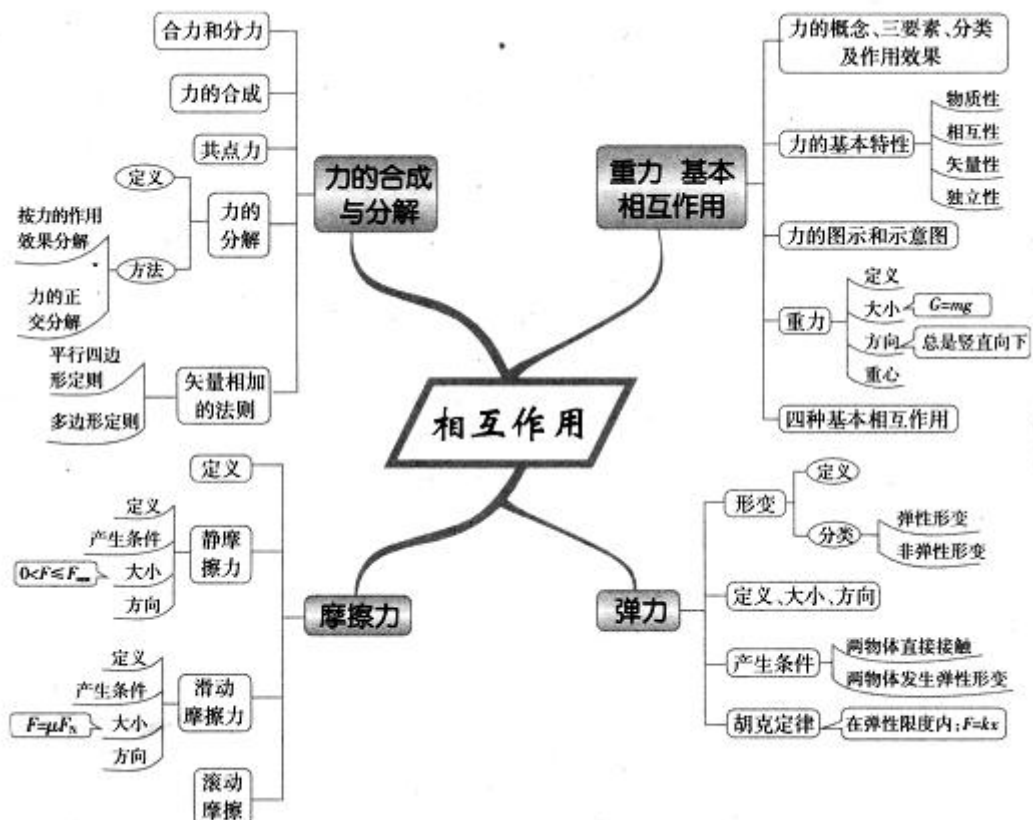 合力和分力
力的合成
共点力
定义
按力的作用
效果分解
方法
力的正
交分解
力的
分解
平行四边
形定则
多边形定则
矢量相加
的法则
力的合成
与分解
重力 基本
相互作用
力的概念、三要素、分类
及作用效果
力的基本特性
物质性
相互性
矢量性
独立性
力的图示和示意图
重力
定义
大小
G=mg
方向
总是竖直向下
重心
四种基本相互作用
相互作用
定义
定义
产生条件
0<F≤Fmax
大小
方向
静摩
擦力
摩擦力
定义
产生条件
F=μFN
大小
方向
滑动
摩擦力
滚动
摩擦
弹力
形变
定义
分类
弹性形变
非弹性形变
定义、大小、方向
产生条件
两物体直接接触
两物体发生弹性形变
胡克定律
在弹性限度内:F=kx